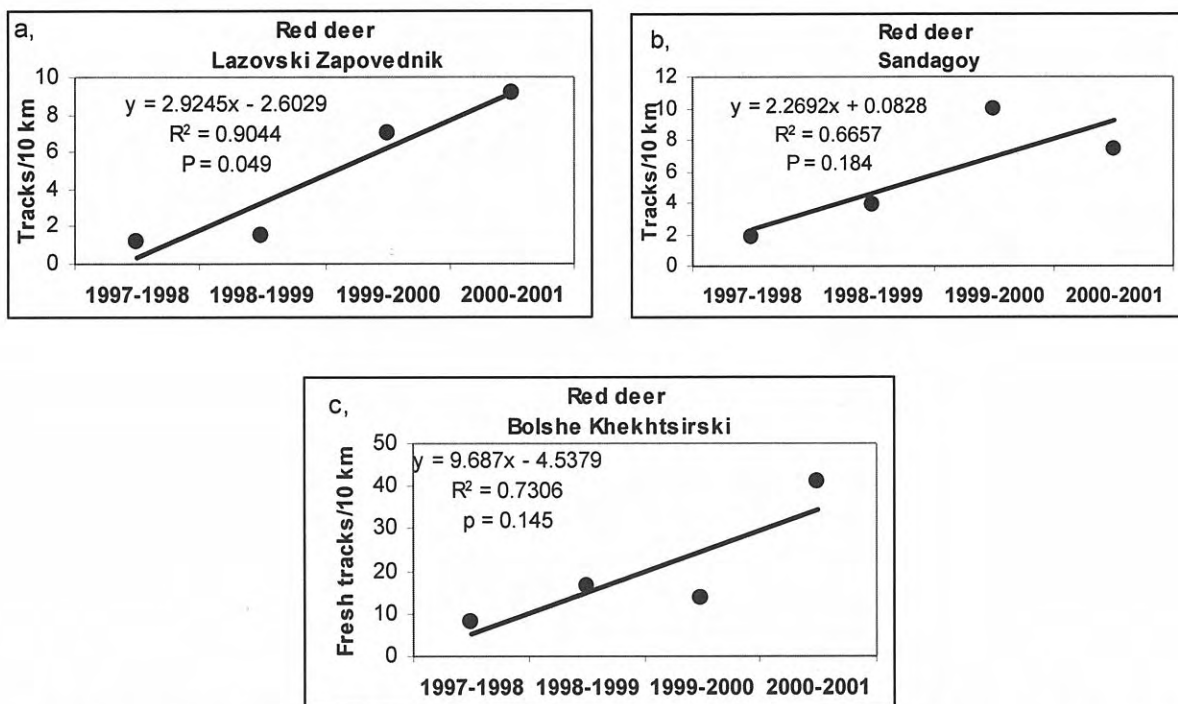 a,
Red deer
Lazovski Zapovednik
Tracks/10 km
10
8
6
4
2
0
y = 2.9245x - 2.6029
R² = 0.9044
P = 0.049
1997-1998 1998-1999 1999-2000 2000-2001
b,
Red deer
Sandagoy
Tracks/10 km
12
10
8
6
4
2
0
y = 2.2692x + 0.0828
R² = 0.6657
P = 0.184
1997-1998 1998-1999 1999-2000 2000-2001
c,
Red deer
Bolshe Khekhtsirski
Fresh tracks/10 km
50
40
30
20
10
0
y = 9.687x - 4.5379
R² = 0.7306
p = 0.145
1997-1998 1998-1999 1999-2000 2000-2001